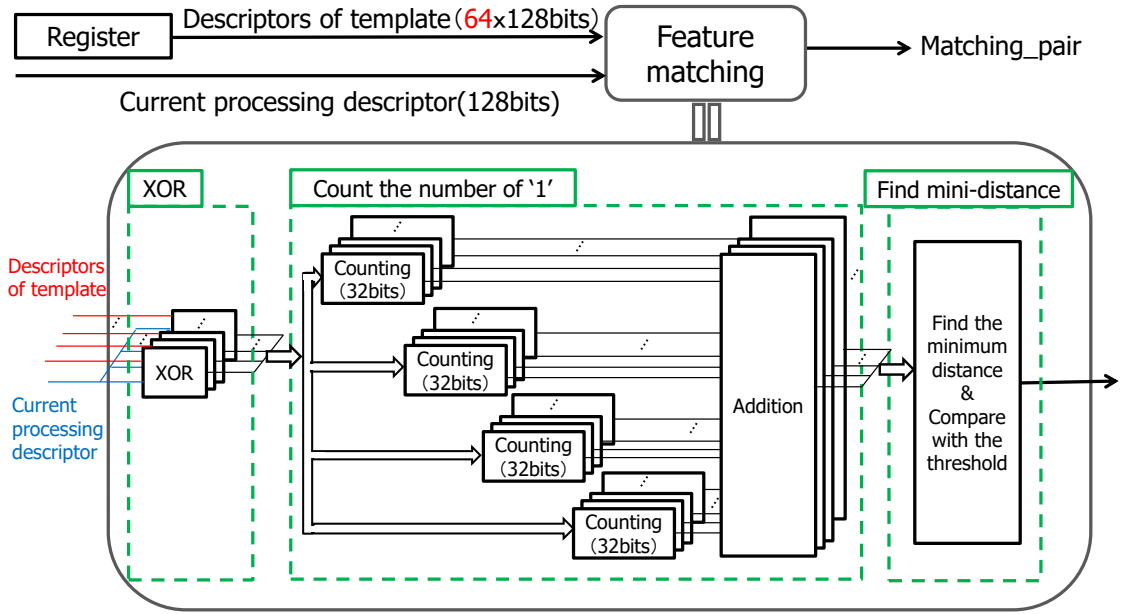 Register
Descriptors of template(64x128bits)
Feature
matching
Matching_pair
Current processing descriptor(128bits)
XOR
Count the number of ‘1’
Find mini-distance
Descriptors
of template
XOR
Current
processing
descriptor
Counting
(32bits)
Counting
(32bits)
Counting
(32bits)
Counting
(32bits)
Addition
Find the
minimum
distance
&
Compare
with the
threshold